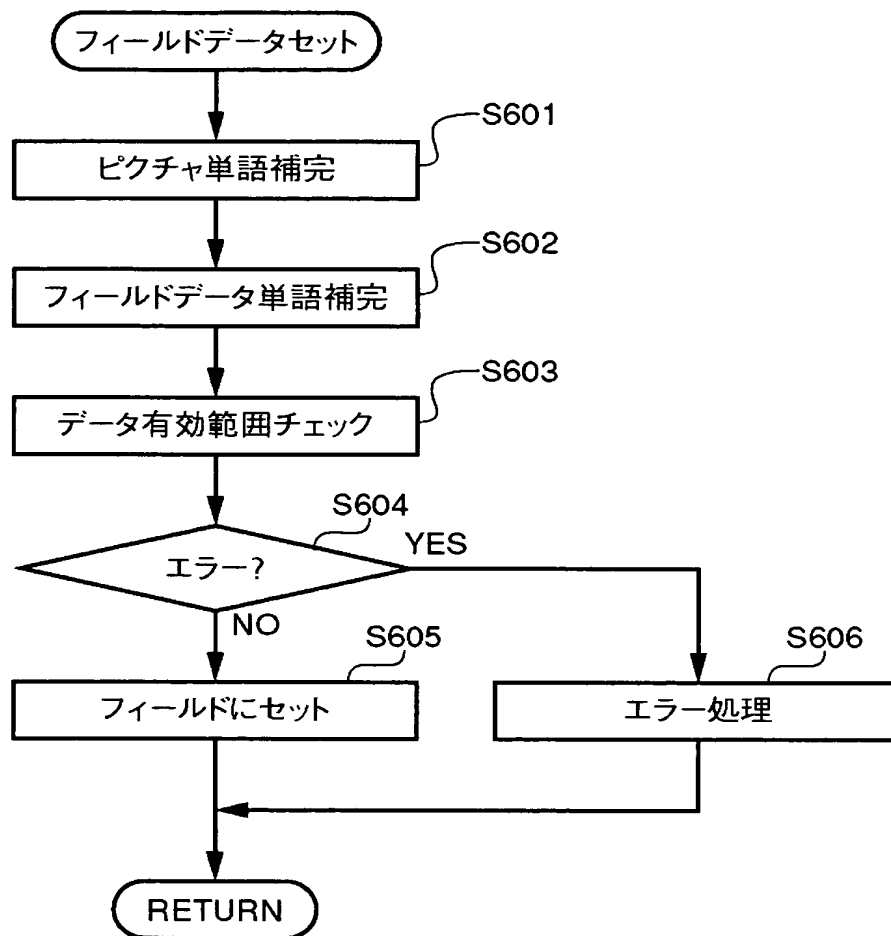 フィールドデータセット
S601
ピクチャ単語補完
S602
フィールドデータ単語補完
S603
データ有効範囲チェック
S604
エラー?
YES
NO
S605
フィールドにセット
S606
エラー処理
RETURN